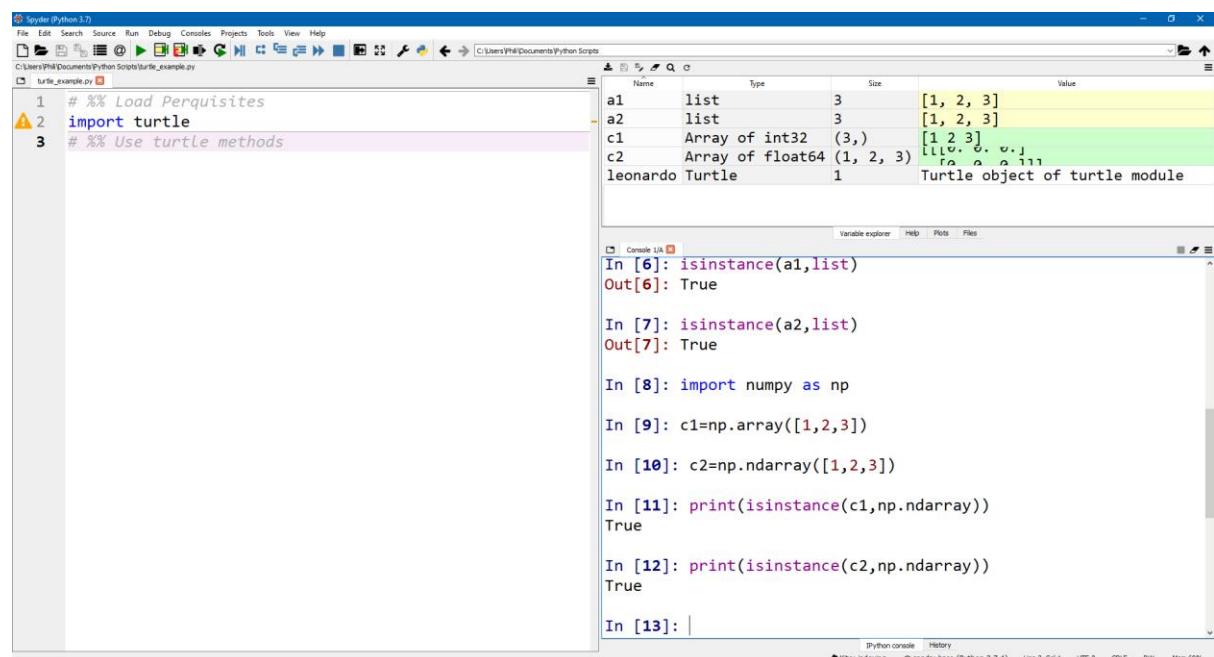 Spyder (Python 3.7)
File Edit Search Source Run Debug Consoles Projects Tools View Help
C:\Users\Phil\Documents\Python Scripts
C:\Users\Phil\Documents\Python Scripts\turtle_example.py
turtle_example.py
1 # %% Load Perquisites
2 import turtle
3 # %% Use turtle methods
Name Type Size Value
a1 list 3 [1, 2, 3]
a2 list 3 [1, 2, 3]
c1 Array of int32 (3,) [1 2 3]
c2 Array of float64 (1, 2, 3) [[[0. 0. 0.]
[0. 0. 0.]]]
leonardo Turtle 1 Turtle object of turtle module
Variable explorer Help Plots Files
Console 1/A
In [6]: isinstance(a1,list)
Out[6]: True
In [7]: isinstance(a2,list)
Out[7]: True
In [8]: import numpy as np
In [9]: c1=np.array([1,2,3])
In [10]: c2=np.ndarray([1,2,3])
In [11]: print(isinstance(c1,np.ndarray))
True
In [12]: print(isinstance(c2,np.ndarray))
True
In [13]:
IPython console History